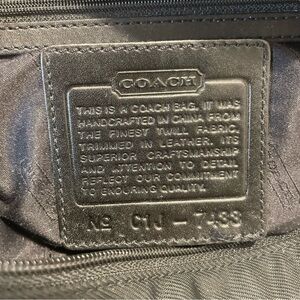 COACH
THIS IS A COACH BAG. IT WAS
HANDCRAFTED IN CHINA FROM
THE FINEST TWILL FABRIC,
TRIMMED IN LEATHER. ITS
SUPERIOR CRAFTSMANSHIP
AND ATTENTION TO DETAIL
REFLECT OUR COMMITMENT
TO ENDURING QUALITY.
No C1J - 7433